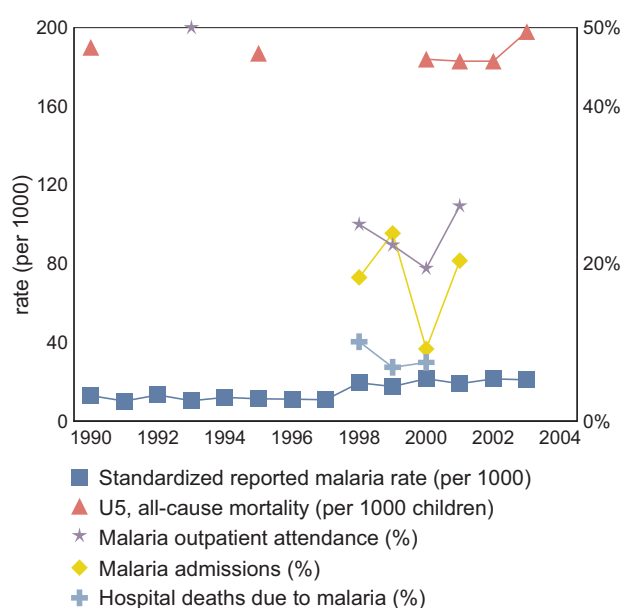 200
160
120
80
40
0
rate (per 1000)
50%
40%
20%
0%
1990 1992 1994 1996 1998 2000 2002 2004
Standardized reported malaria rate (per 1000)
U5, all-cause mortality (per 1000 children)
Malaria outpatient attendance (%)
Malaria admissions (%)
Hospital deaths due to malaria (%)